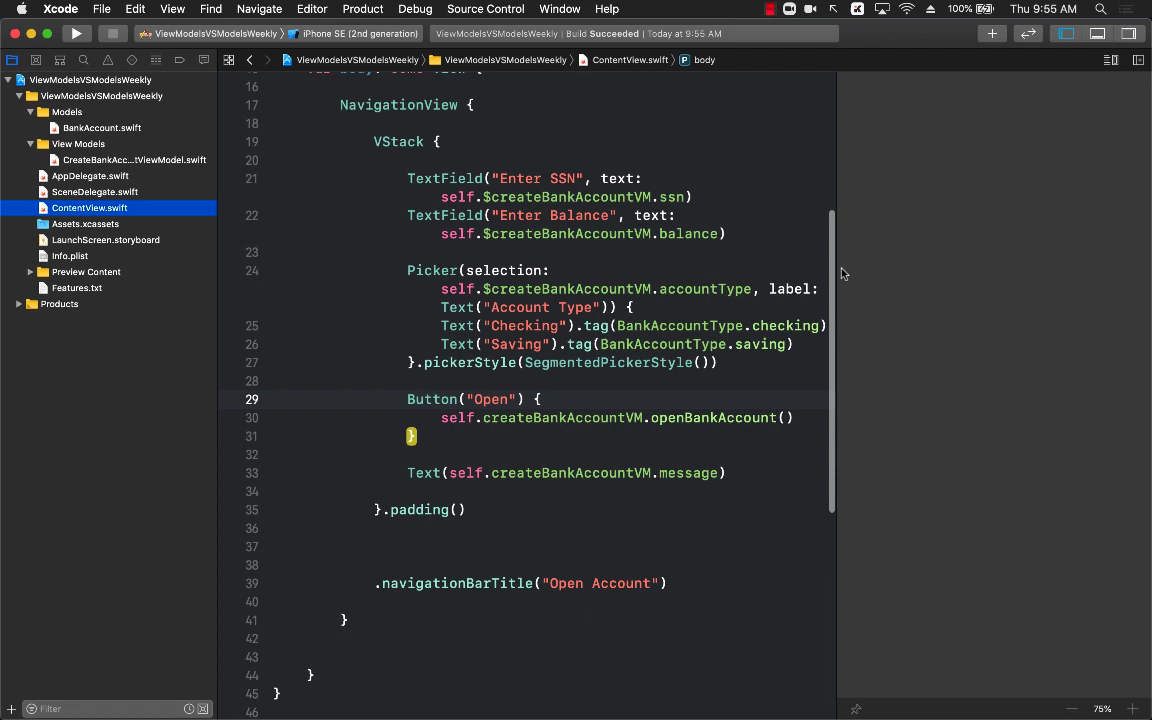 Xcode File Edit View Find Navigate Editor Product Debug Source Control Window Help 100% Thu 9:55 AM
ViewModelsVSModelsWeekly iPhone SE (2nd generation) ViewModelsVSModelsWeekly | Build Succeeded | Today at 9:55 AM
ViewModelsVSModelsWeekly ViewModelsVSModelsWeekly ContentView.swift P body
ViewModelsVSModelsWeekly
ViewModelsVSModelsWeekly
Models
BankAccount.swift
View Models
CreateBankAcc...tViewModel.swift
AppDelegate.swift
SceneDelegate.swift
ContentView.swift
Assets.xcassets
LaunchScreen.storyboard
Info.plist
Preview Content
Features.txt
Products
Filter
16
17 NavigationView {
18
19 VStack {
20
21 TextField("Enter SSN", text:
self.$createBankAccountVM.ssn)
22 TextField("Enter Balance", text:
self.$createBankAccountVM.balance)
23
24 Picker(selection:
self.$createBankAccountVM.accountType, label:
Text("Account Type")) {
25 Text("Checking").tag(BankAccountType.checking)
26 Text("Saving").tag(BankAccountType.saving)
27 }.pickerStyle(SegmentedPickerStyle())
28
29 Button("Open") {
30 self.createBankAccountVM.openBankAccount()
31 }
32
33 Text(self.createBankAccountVM.message)
34
35 }.padding()
36
37
38
39 .navigationBarTitle("Open Account")
40
41 }
42
43
44 }
45 }
46
75%